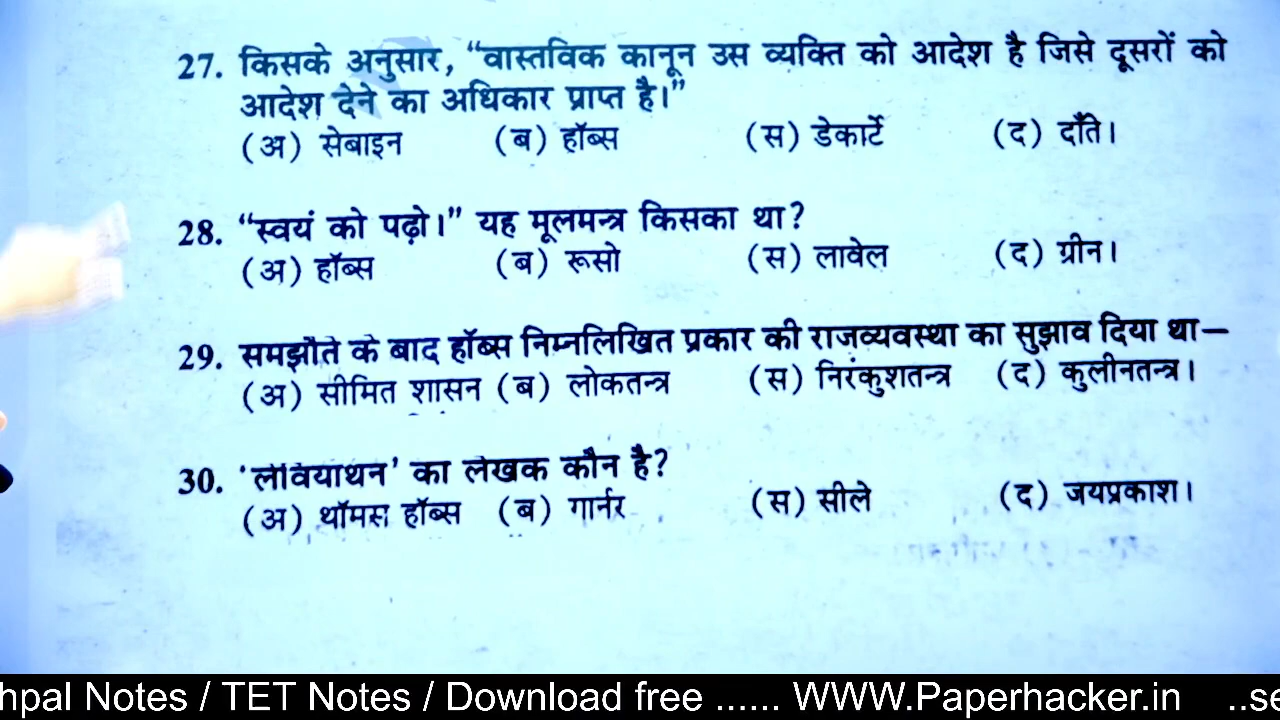 27. किसके अनुसार, “वास्तविक कानून उस व्यक्ति को आदेश है जिसे दूसरों को
आदेश देने का अधिकार प्राप्त है।”
(अ) सेबाइन (ब) हॉब्स (स) डेकार्टे (द) दाँते।
28. “स्वयं को पढ़ो।” यह मूलमन्त्र किसका था?
(अ) हॉब्स (ब) रूसो (स) लावेल (द) ग्रीन।
29. समझौते के बाद हॉब्स निम्नलिखित प्रकार की राजव्यवस्था का सुझाव दिया था—
(अ) सीमित शासन (ब) लोकतन्त्र (स) निरंकुशतन्त्र (द) कुलीनतन्त्र।
30. ‘लेवियाथन’ का लेखक कौन है?
(अ) थॉमस हॉब्स (ब) गार्नर (स) सीले (द) जयप्रकाश।
hpal Notes / TET Notes / Download free ...... WWW.Paperhacker.in ..se